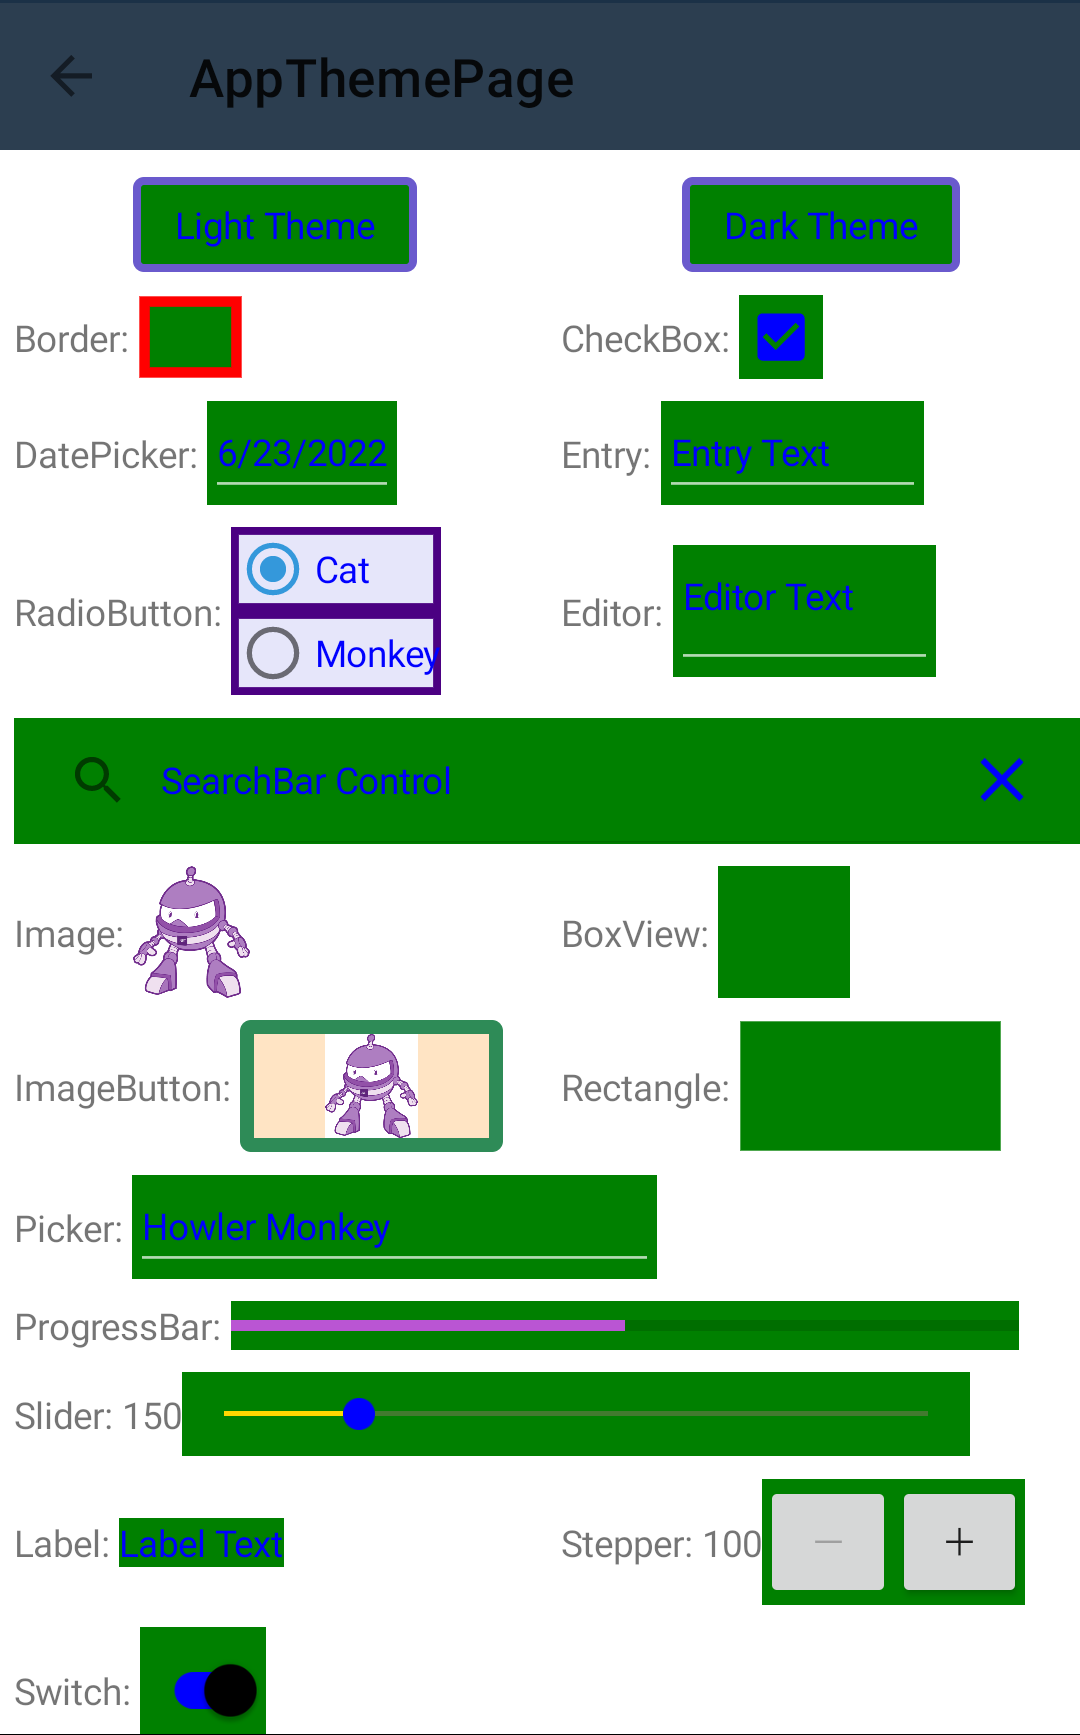 AppThemePage
Light Theme Dark Theme
Border: CheckBox:
DatePicker: 6/23/2022 Entry: Entry Text
Cat
RadioButton: Editor: Editor Text
Monkey
SearchBar Control
Image: BoxView:
ImageButton: Rectangle:
Picker: Howler Monkey
ProgressBar:
Slider: 150
Label: Label Text Stepper: 100
Switch: